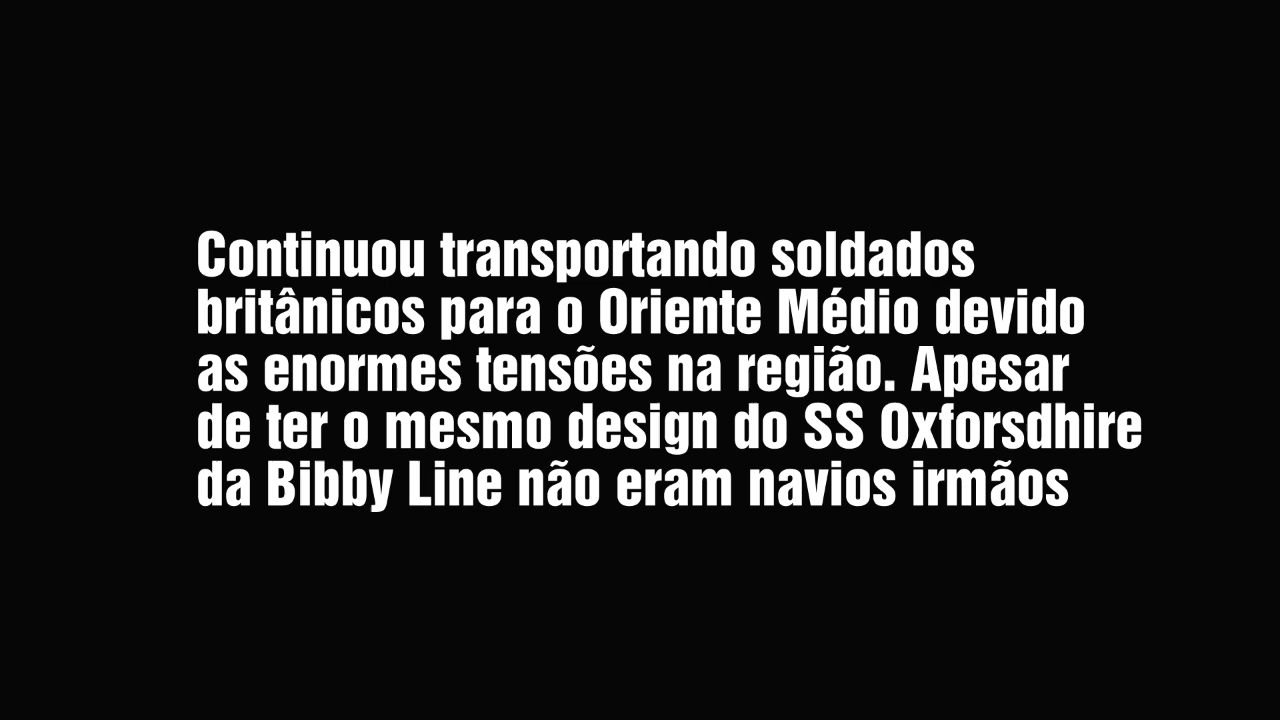 Continuou transportando soldados
britânicos para o Oriente Médio devido
as enormes tensões na região. Apesar
de ter o mesmo design do SS Oxforsdhire
da Bibby Line não eram navios irmãos